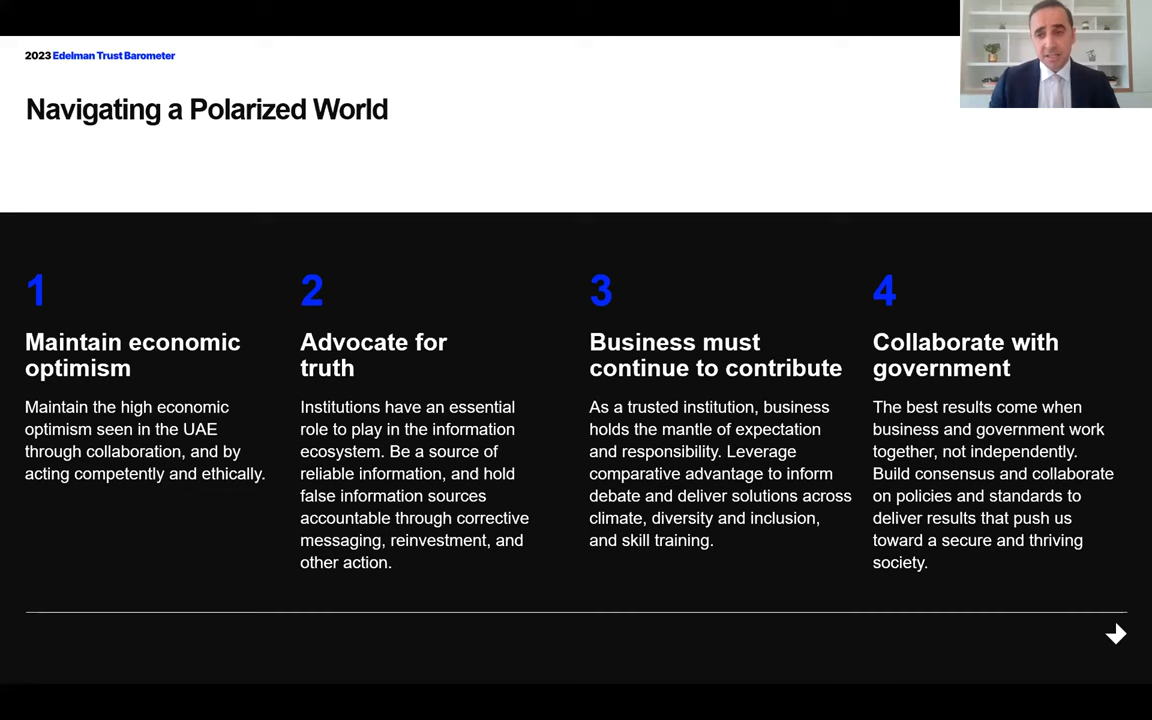 2023 Edelman Trust Barometer
Navigating a Polarized World
1
Maintain economic
optimism
Maintain the high economic
optimism seen in the UAE
through collaboration, and by
acting competently and ethically.
2
Advocate for
truth
Institutions have an essential
role to play in the information
ecosystem. Be a source of
reliable information, and hold
false information sources
accountable through corrective
messaging, reinvestment, and
other action.
3
Business must
continue to contribute
As a trusted institution, business
holds the mantle of expectation
and responsibility. Leverage
comparative advantage to inform
debate and deliver solutions across
climate, diversity and inclusion,
and skill training.
4
Collaborate with
government
The best results come when
business and government work
together, not independently.
Build consensus and collaborate
on policies and standards to
deliver results that push us
toward a secure and thriving
society.